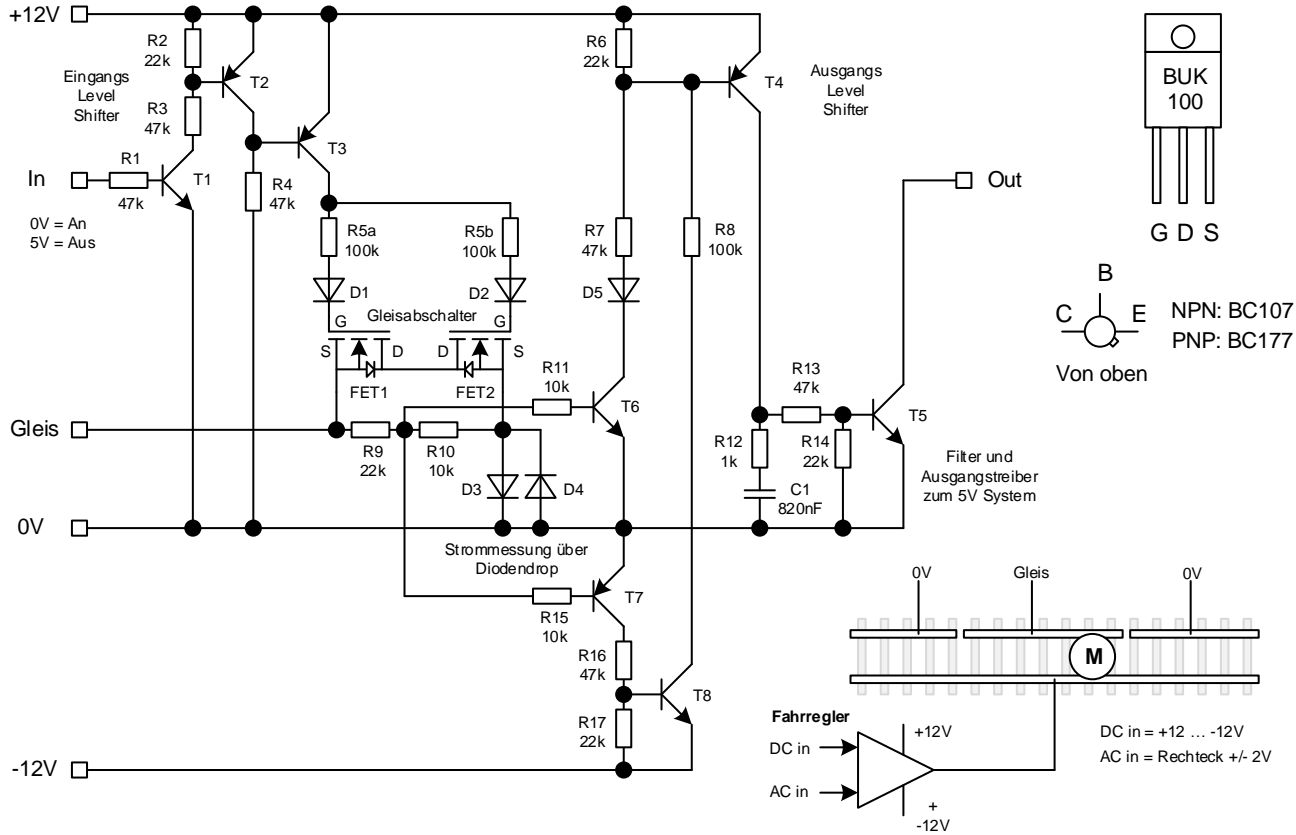 +12V
R2
22k
Eingangs
Level
Shifter
R3
47k
T2
T3
In
R1
47k
T1
0V = An
5V = Aus
R4
47k
R5a
100k
R5b
100k
D1
D2
Gleisabschalter
G
G
S
D
D
S
FET1
FET2
R6
22k
T4
Ausgangs
Level
Shifter
R7
47k
R8
100k
D5
R11
10k
T6
Gleis
R9
22k
R10
10k
D3
D4
0V
Strommessung über
Diodendrop
R15
10k
T7
R16
47k
R17
22k
T8
-12V
Out
R13
47k
R12
1k
R14
22k
T5
C1
820nF
Filter und
Ausgangstreiber
zum 5V System
BUK
100
G D S
B
C
E
NPN: BC107
PNP: BC177
Von oben
0V
Gleis
0V
M
Fahrregler
DC in
AC in
+12V
+
-12V
DC in = +12 ... -12V
AC in = Rechteck +/- 2V